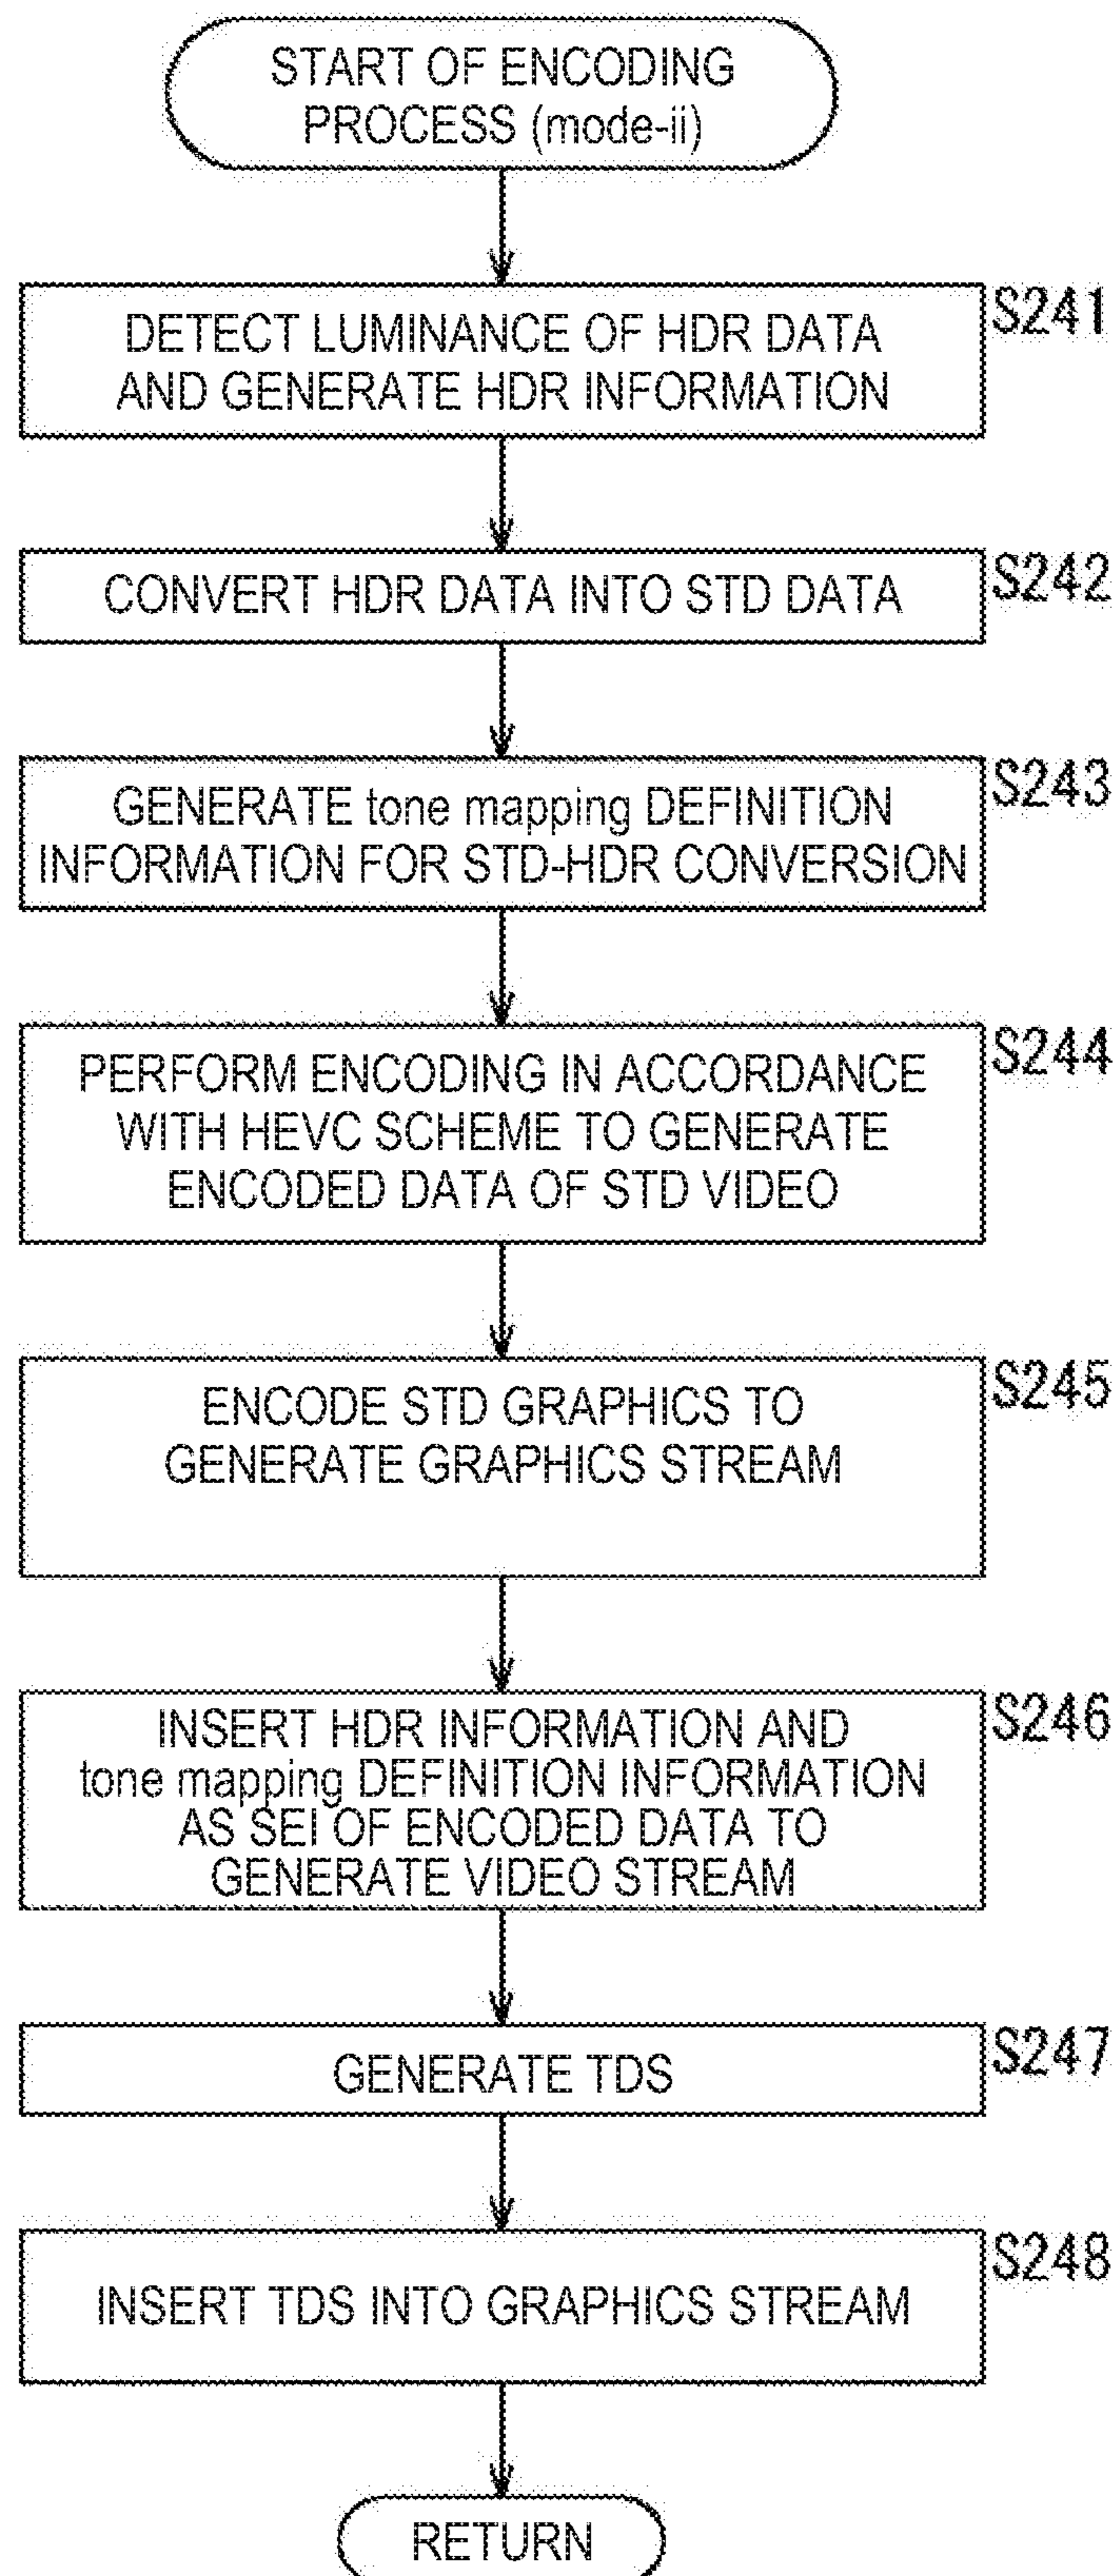 START OF ENCODING
PROCESS (mode-ii)
S241
DETECT LUMINANCE OF HDR DATA
AND GENERATE HDR INFORMATION
S242
CONVERT HDR DATA INTO STD DATA
S243
GENERATE tone mapping DEFINITION
INFORMATION FOR STD-HDR CONVERSION
S244
PERFORM ENCODING IN ACCORDANCE
WITH HEVC SCHEME TO GENERATE
ENCODED DATA OF STD VIDEO
S245
ENCODE STD GRAPHICS TO
GENERATE GRAPHICS STREAM
S246
INSERT HDR INFORMATION AND
tone mapping DEFINITION INFORMATION
AS SEI OF ENCODED DATA TO
GENERATE VIDEO STREAM
S247
GENERATE TDS
S248
INSERT TDS INTO GRAPHICS STREAM
RETURN